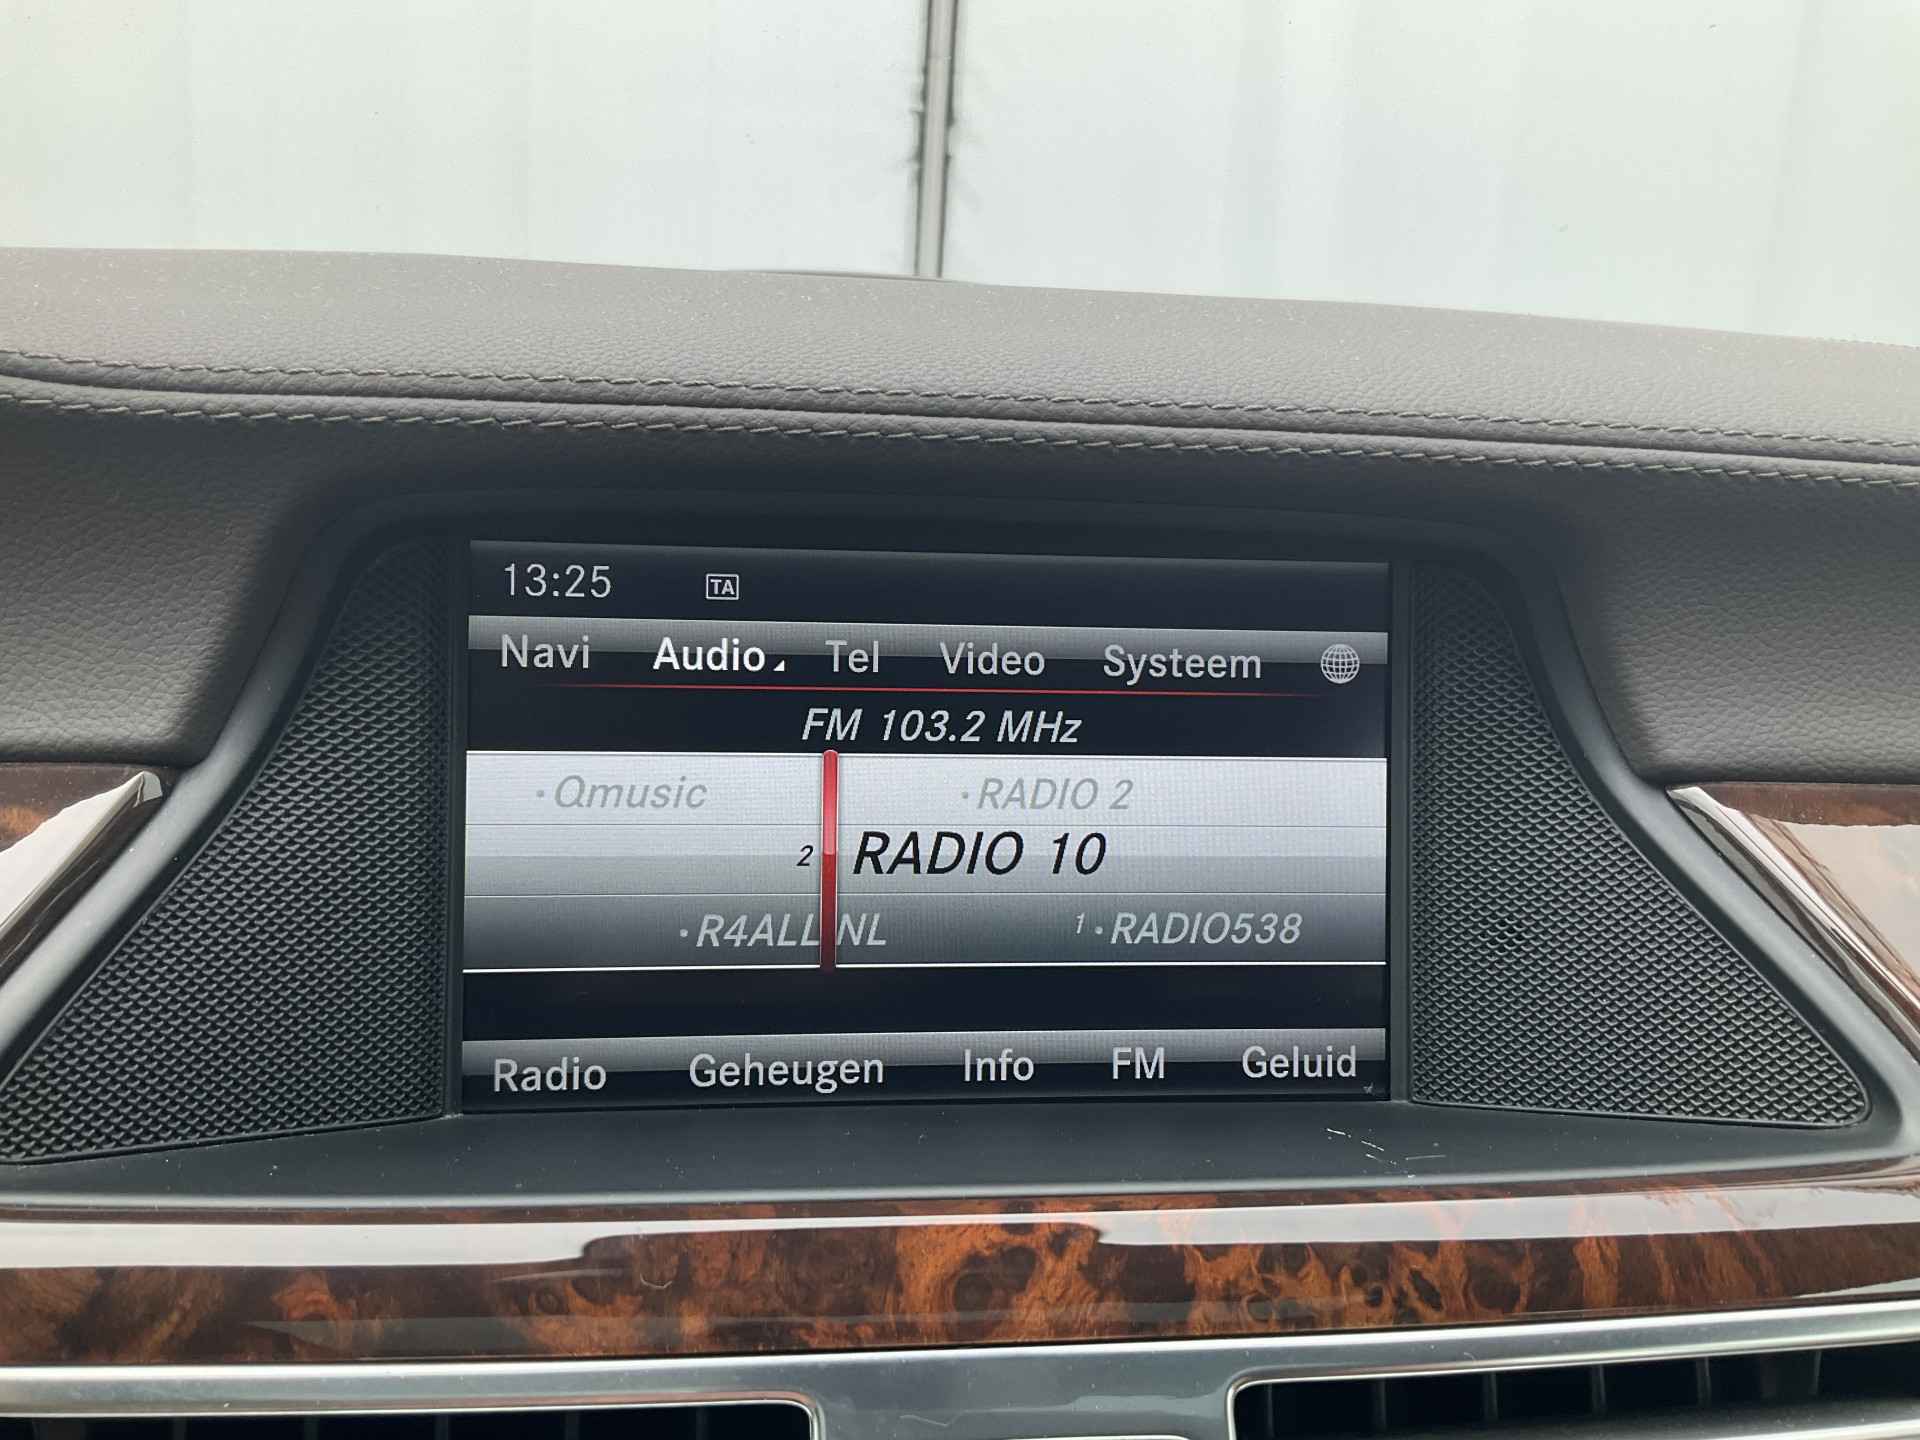 13:25 TA
Navi Audio Tel Video Systeem
FM 103.2 MHz
·Qmusic ·RADIO 2
2 RADIO 10
·R4ALL NL 1·RADIO538
Radio Geheugen Info FM Geluid